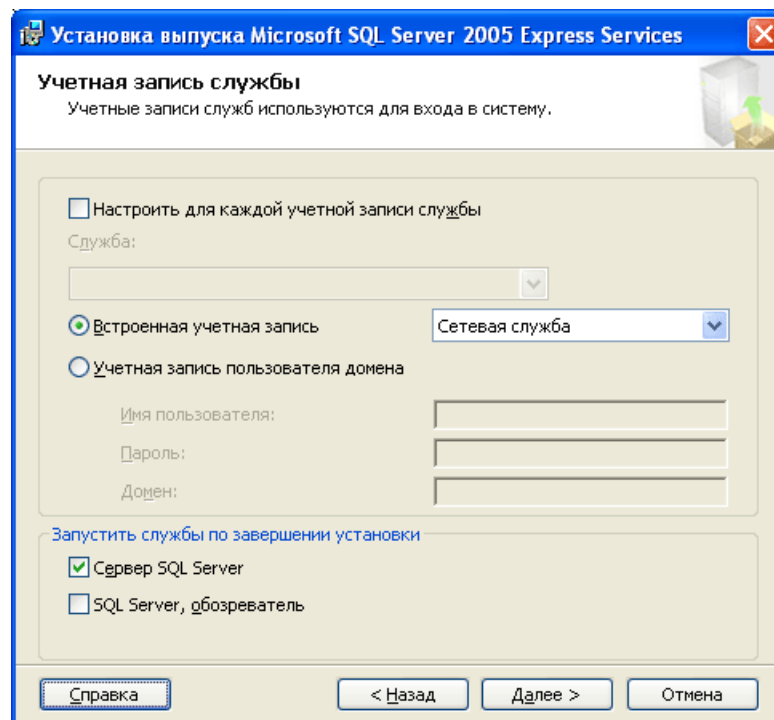 Установка выпуска Microsoft SQL Server 2005 Express Services
Учетная запись службы
Учетные записи служб используются для входа в систему.
Настроить для каждой учетной записи службы
Служба:
Встроенная учетная запись
Сетевая служба
Учетная запись пользователя домена
Имя пользователя:
Пароль:
Домен:
Запустить службы по завершении установки
Сервер SQL Server
SQL Server, обозреватель
Справка
< Назад
Далее >
Отмена